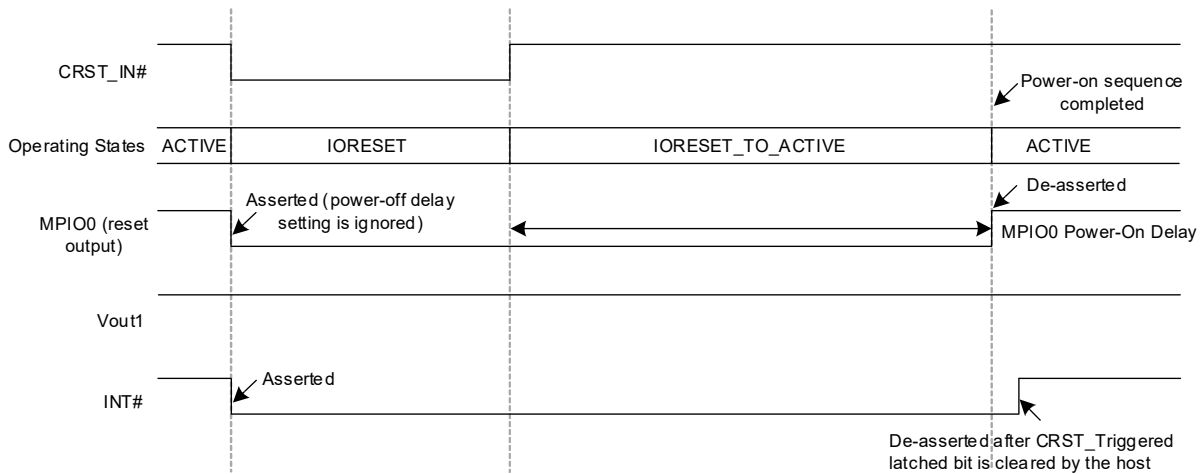 CRST_IN#
Power-on sequence
completed
Operating States ACTIVE IORESET IORESET_TO_ACTIVE ACTIVE
Asserted (power-off delay
setting is ignored)
De-asserted
MPIO0 (reset
output)
MPIO0 Power-On Delay
Vout1
Asserted
INT#
De-asserted after CRST_Triggered
latched bit is cleared by the host